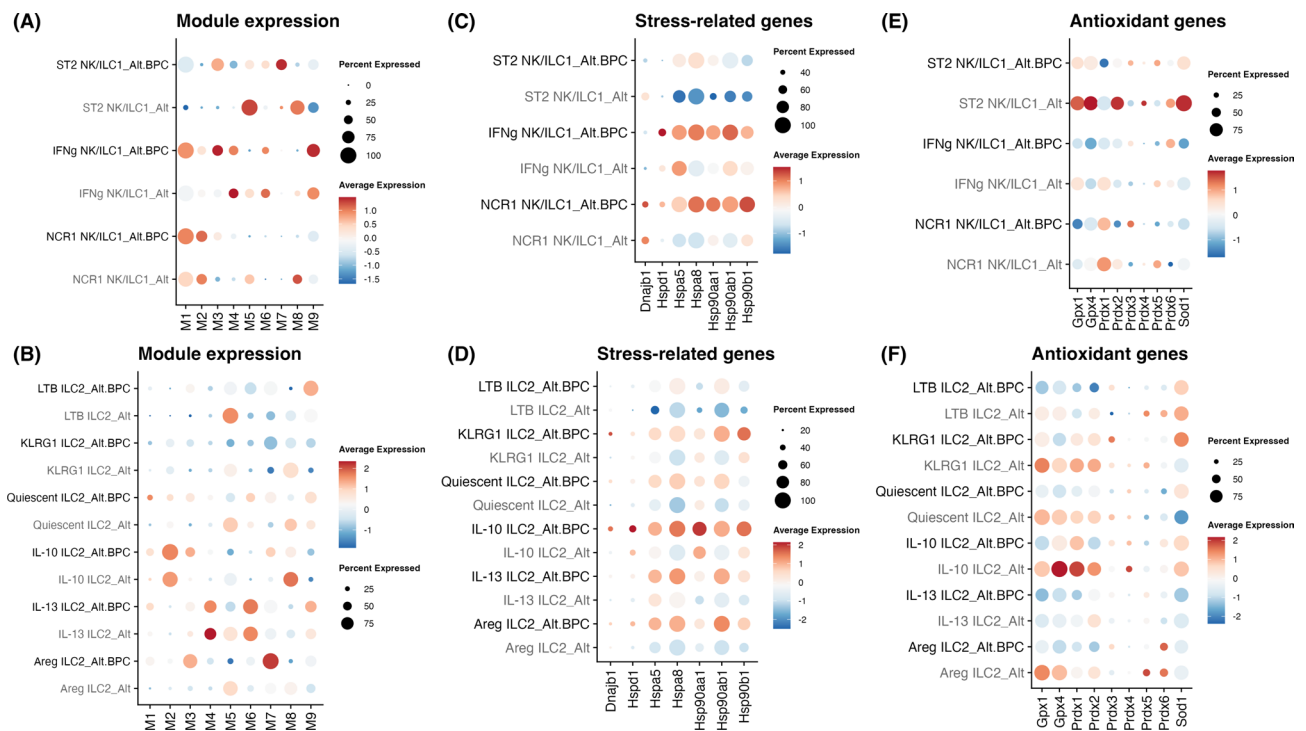 (A) Module expression
ST2 NK/ILC1_Alt.BPC
ST2 NK/ILC1_Alt
IFNg NK/ILC1_Alt.BPC
IFNg NK/ILC1_Alt
NCR1 NK/ILC1_Alt.BPC
NCR1 NK/ILC1_Alt
M1 M2 M3 M4 M5 M6 M7 M8 M9
Percent Expressed
0
25
50
75
100
Average Expression
1.0
0.5
0.0
-0.5
-1.0
-1.5
(C) Stress-related genes
ST2 NK/ILC1_Alt.BPC
ST2 NK/ILC1_Alt
IFNg NK/ILC1_Alt.BPC
IFNg NK/ILC1_Alt
NCR1 NK/ILC1_Alt.BPC
NCR1 NK/ILC1_Alt
Dnajb1 Hspd1 Hspa5 Hspa8 Hsp90aa1 Hsp90ab1 Hsp90b1
Percent Expressed
40
60
80
100
Average Expression
1
0
-1
(E) Antioxidant genes
ST2 NK/ILC1_Alt.BPC
ST2 NK/ILC1_Alt
IFNg NK/ILC1_Alt.BPC
IFNg NK/ILC1_Alt
NCR1 NK/ILC1_Alt.BPC
NCR1 NK/ILC1_Alt
Gpx1 Gpx4 Prdx1 Prdx2 Prdx3 Prdx4 Prdx5 Prdx6 Sod1
Percent Expressed
25
50
75
Average Expression
1
0
-1
(B) Module expression
LTB ILC2_Alt.BPC
LTB ILC2_Alt
KLRG1 ILC2_Alt.BPC
KLRG1 ILC2_Alt
Quiescent ILC2_Alt.BPC
Quiescent ILC2_Alt
IL-10 ILC2_Alt.BPC
IL-10 ILC2_Alt
IL-13 ILC2_Alt.BPC
IL-13 ILC2_Alt
Areg ILC2_Alt.BPC
Areg ILC2_Alt
M1 M2 M3 M4 M5 M6 M7 M8 M9
Average Expression
2
1
0
-1
Percent Expressed
25
50
75
(D) Stress-related genes
LTB ILC2_Alt.BPC
LTB ILC2_Alt
KLRG1 ILC2_Alt.BPC
KLRG1 ILC2_Alt
Quiescent ILC2_Alt.BPC
Quiescent ILC2_Alt
IL-10 ILC2_Alt.BPC
IL-10 ILC2_Alt
IL-13 ILC2_Alt.BPC
IL-13 ILC2_Alt
Areg ILC2_Alt.BPC
Areg ILC2_Alt
Dnajb1 Hspd1 Hspa5 Hspa8 Hsp90aa1 Hsp90ab1 Hsp90b1
Percent Expressed
20
40
60
80
100
Average Expression
2
1
0
-1
-2
(F) Antioxidant genes
LTB ILC2_Alt.BPC
LTB ILC2_Alt
KLRG1 ILC2_Alt.BPC
KLRG1 ILC2_Alt
Quiescent ILC2_Alt.BPC
Quiescent ILC2_Alt
IL-10 ILC2_Alt.BPC
IL-10 ILC2_Alt
IL-13 ILC2_Alt.BPC
IL-13 ILC2_Alt
Areg ILC2_Alt.BPC
Areg ILC2_Alt
Gpx1 Gpx4 Prdx1 Prdx2 Prdx3 Prdx4 Prdx5 Prdx6 Sod1
Percent Expressed
25
50
75
Average Expression
2
1
0
-1
-2